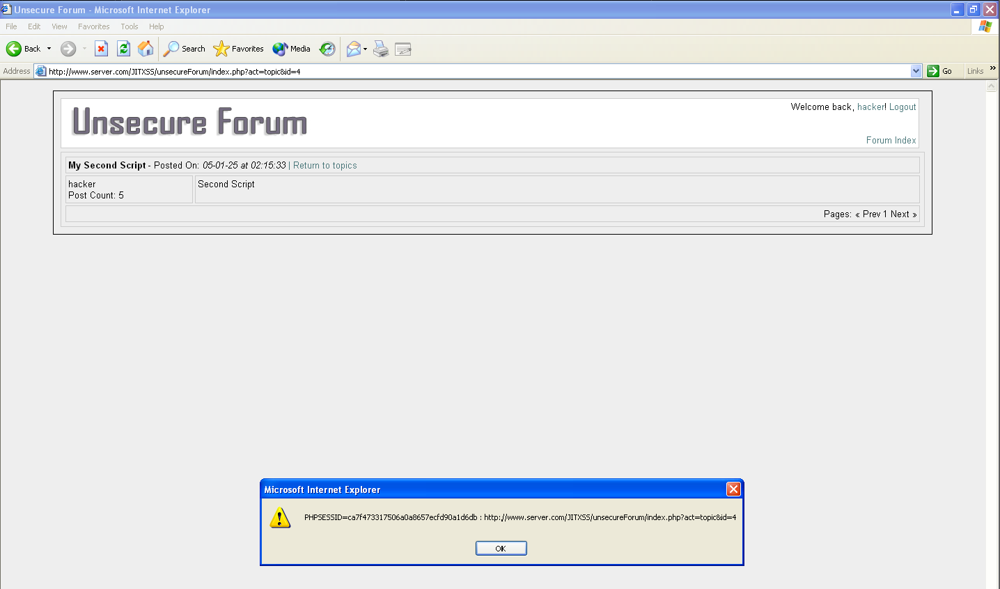 Unsecure Forum - Microsoft Internet Explorer
File Edit View Favorites Tools Help
Back Search Favorites Media
Address http://www.server.com/JITXSS/unsecureForum/index.php?act=topic&id=4 Go Links »
Unsecure Forum
Welcome back, hacker! Logout
Forum Index
My Second Script - Posted On: 05-01-25 at 02:15:33 | Return to topics
hacker
Post Count: 5
Second Script
Pages: « Prev 1 Next »
Microsoft Internet Explorer
PHPSESSID=ca7f473317506a0a8657ecfd90a1d6db : http://www.server.com/JITXSS/unsecureForum/index.php?act=topic&id=4
OK